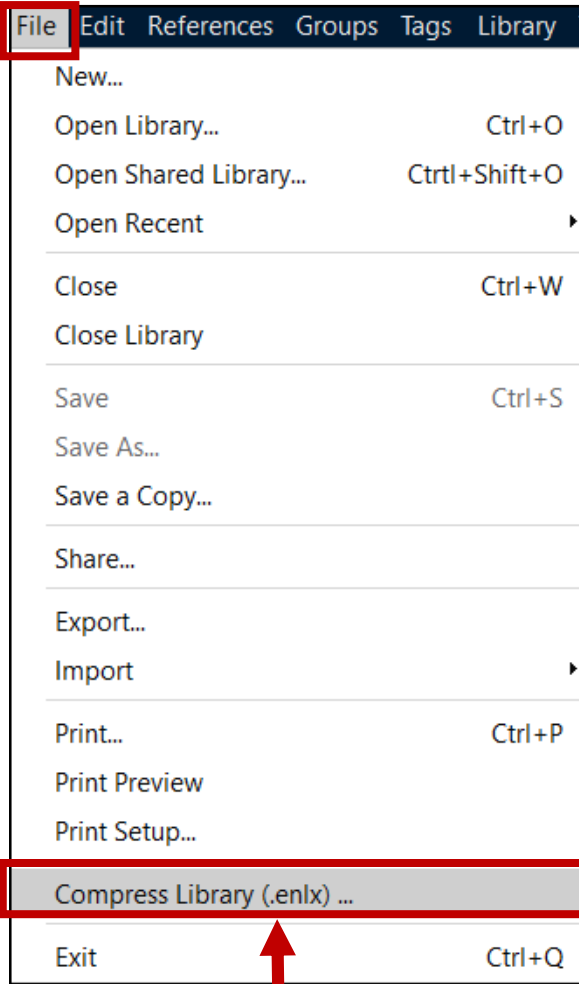 File Edit References Groups Tags Library
New...
Open Library... Ctrl+O
Open Shared Library... Ctrtl+Shift+O
Open Recent
Close Ctrl+W
Close Library
Save Ctrl+S
Save As...
Save a Copy...
Share...
Export...
Import
Print... Ctrl+P
Print Preview
Print Setup...
Compress Library (.enlx) ...
Exit Ctrl+Q